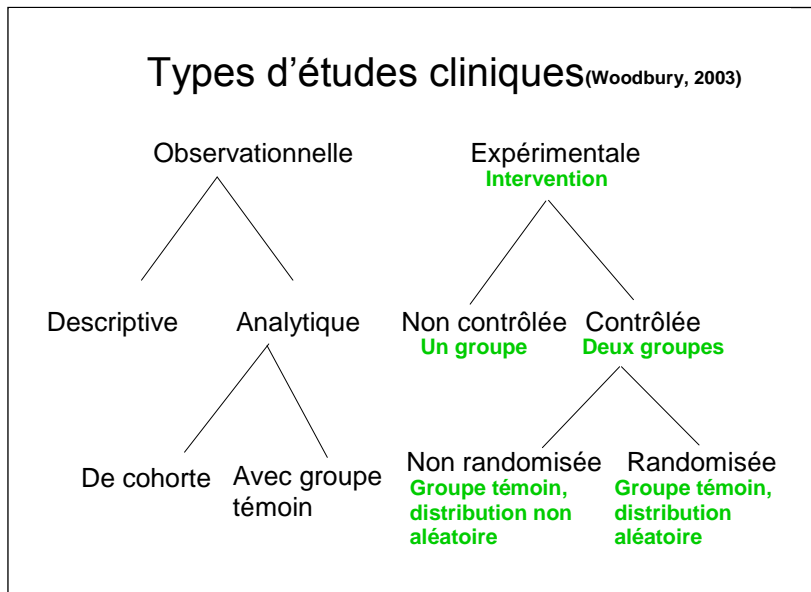 Types d’études cliniques(Woodbury, 2003)
Observationnelle
Expérimentale
Intervention
Descriptive
Analytique
Non contrôlée
Un groupe
Contrôlée
Deux groupes
De cohorte
Avec groupe
témoin
Non randomisée
Groupe témoin,
distribution non
aléatoire
Randomisée
Groupe témoin,
distribution
aléatoire